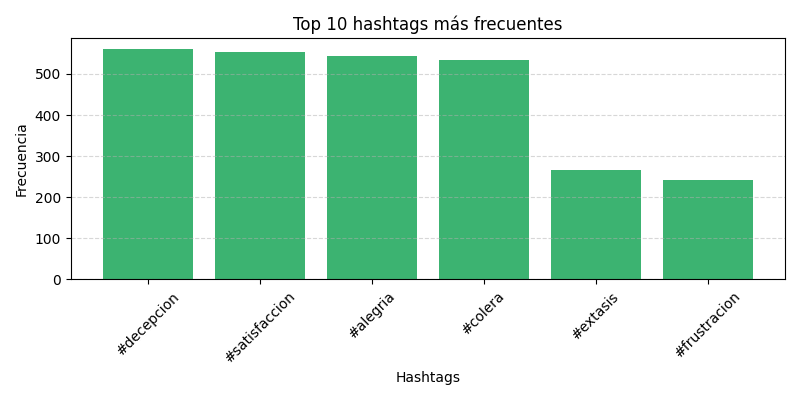 Top 10 hashtags más frecuentes
Frecuencia
500
400
300
200
100
0
#decepcion
#satisfaccion
#alegria
#colera
#extasis
#frustracion
Hashtags